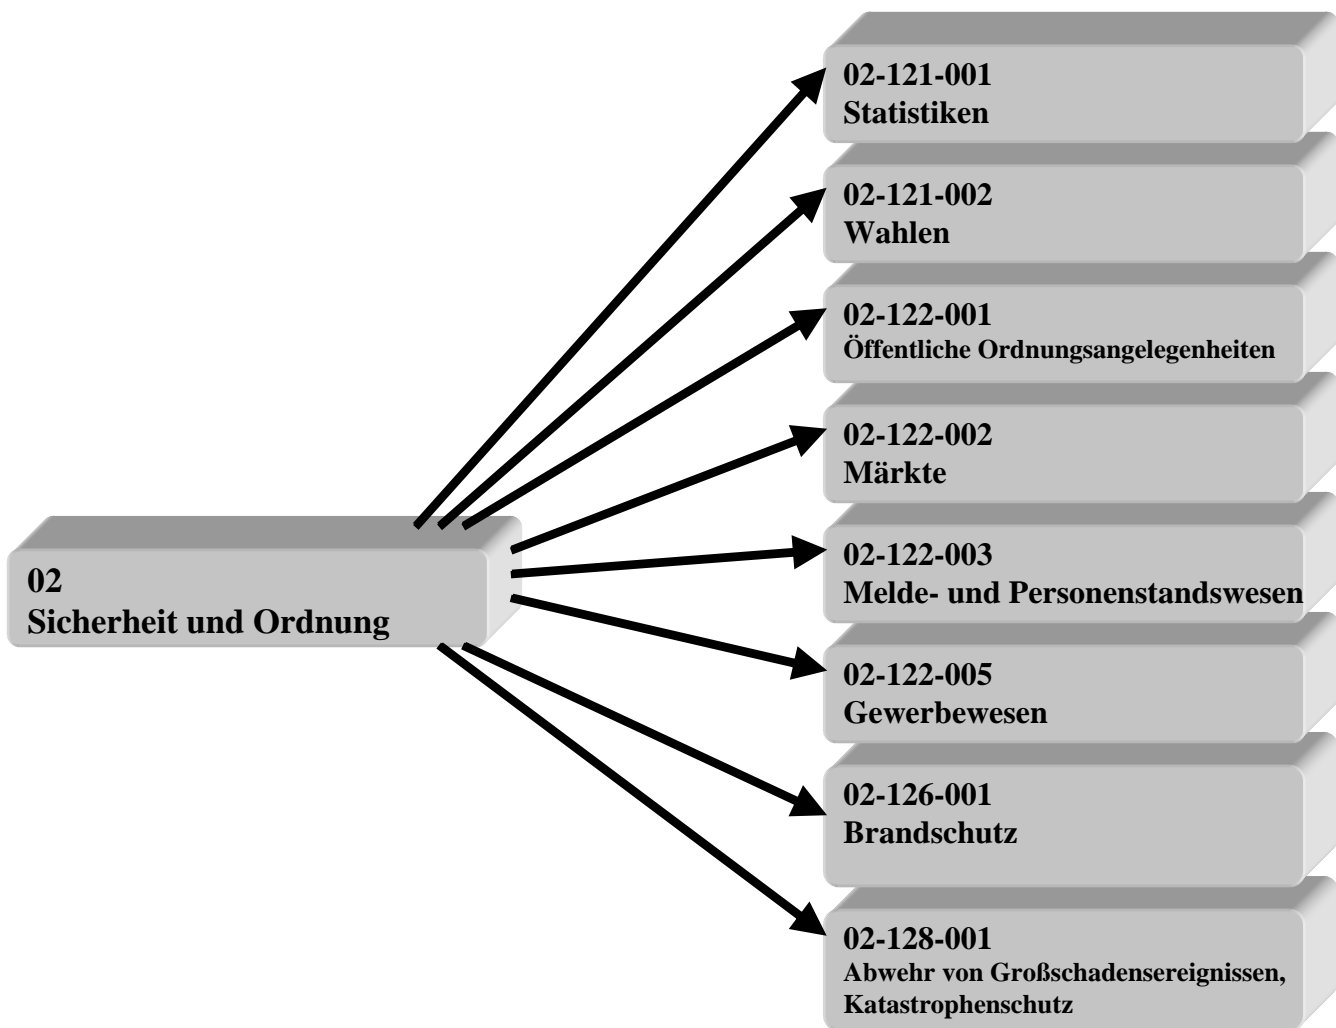 02
Sicherheit und Ordnung
02-121-001
Statistiken
02-121-002
Wahlen
02-122-001
Öffentliche Ordnungsangelegenheiten
02-122-002
Märkte
02-122-003
Melde- und Personenstandswesen
02-122-005
Gewerbewesen
02-126-001
Brandschutz
02-128-001
Abwehr von Großschadensereignissen,
Katastrophenschutz